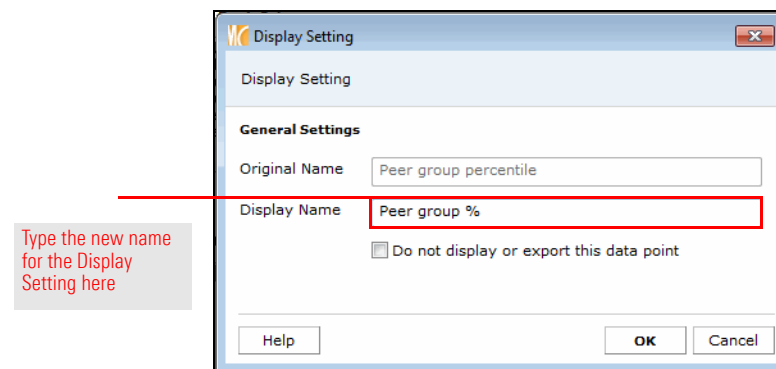 Display Setting
Display Setting
General Settings
Original Name Peer group percentile
Display Name Peer group %
Type the new name
for the Display
Setting here
Do not display or export this data point
Help OK Cancel